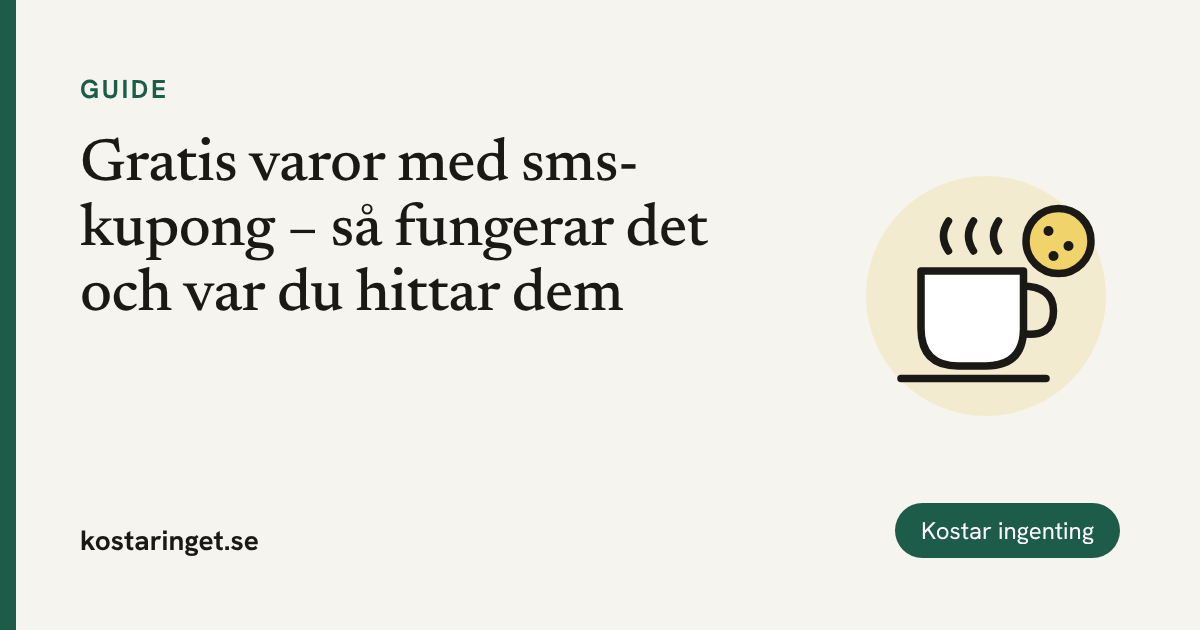 GUIDE
Gratis varor med sms-
kupong – så fungerar det
och var du hittar dem
kostaringet.se
Kostar ingenting